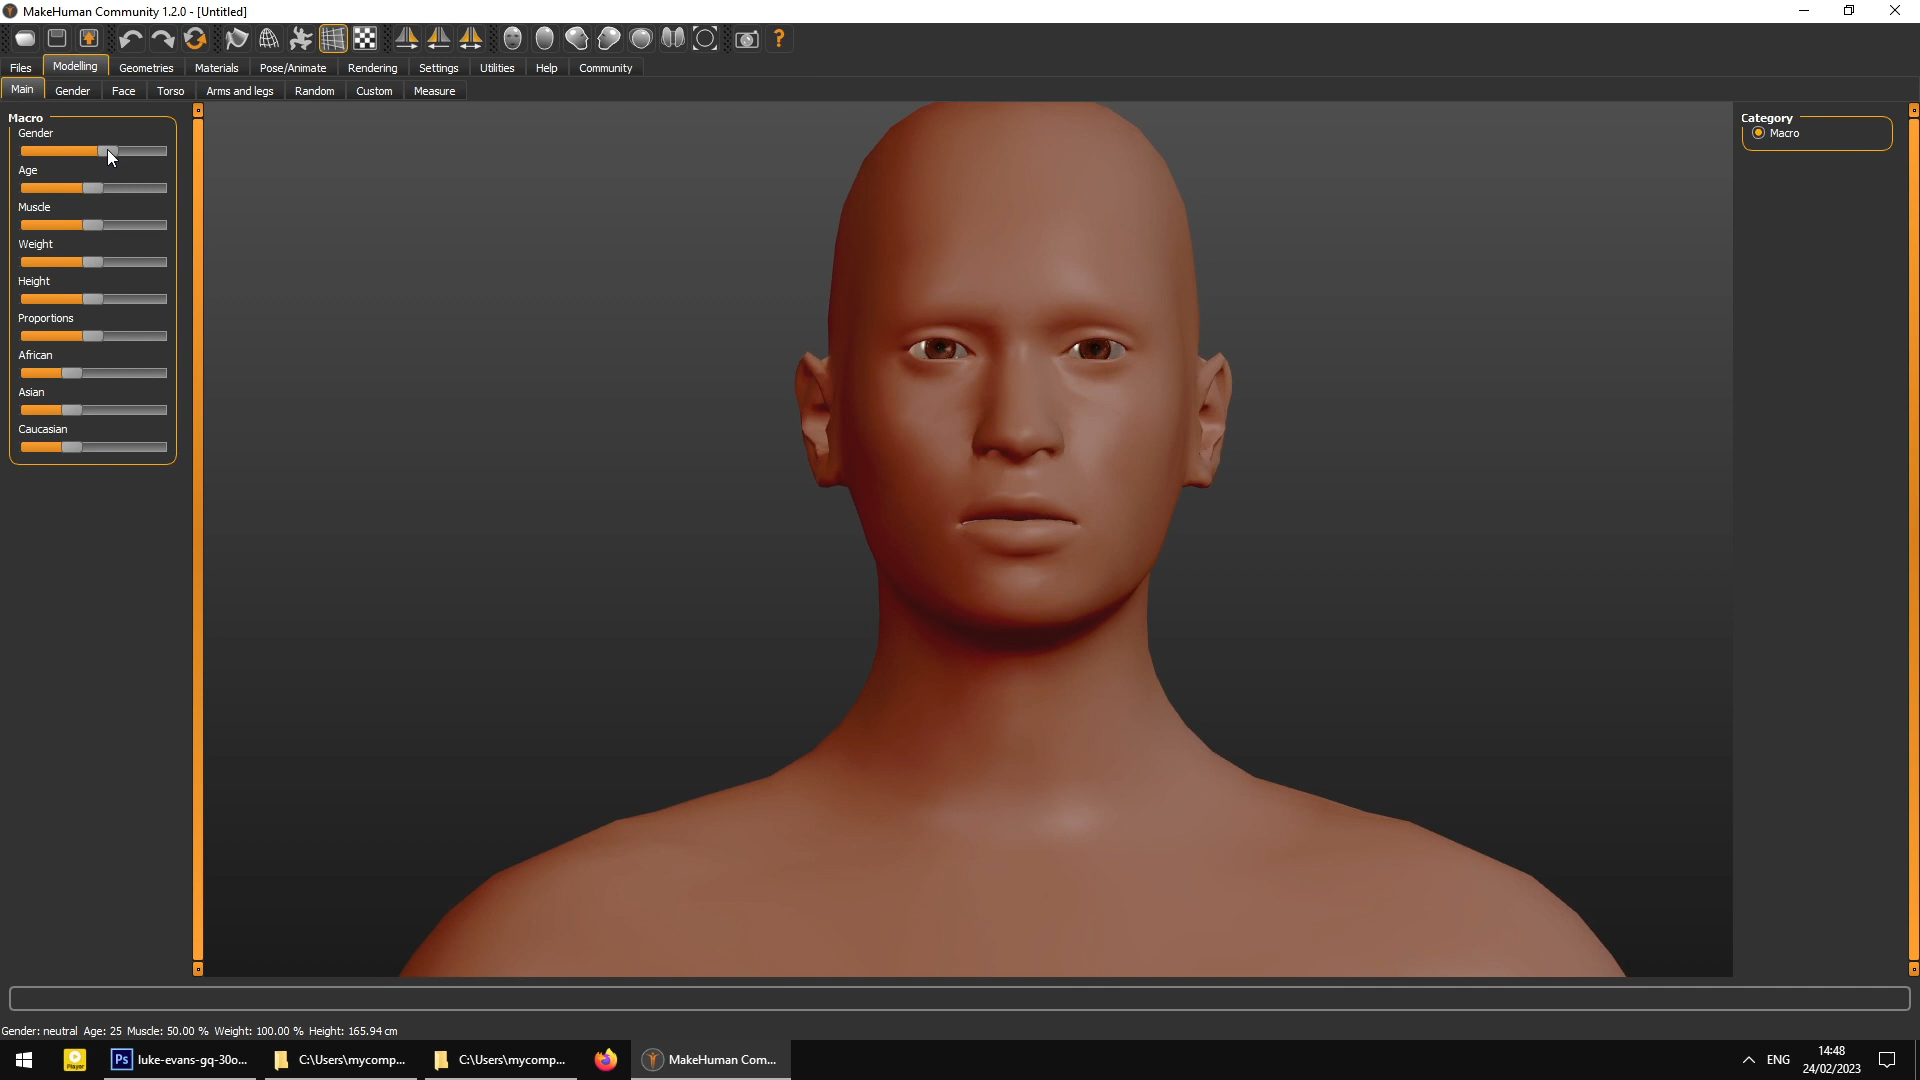 MakeHuman Community 1.2.0 - [Untitled]
Files Modelling Geometries Materials Pose/Animate Rendering Settings Utilities Help Community
Main Gender Face Torso Arms and legs Random Custom Measure
Macro
Gender
Age
Muscle
Weight
Height
Proportions
African
Asian
Caucasian
Category
Macro
Gender: neutral Age: 25 Muscle: 50.00 % Weight: 100.00 % Height: 165.94 cm
Player
Ps luke-evans-gq-30o...
C:\Users\mycomp...
C:\Users\mycomp...
MakeHuman Com...
ENG
14:48
24/02/2023